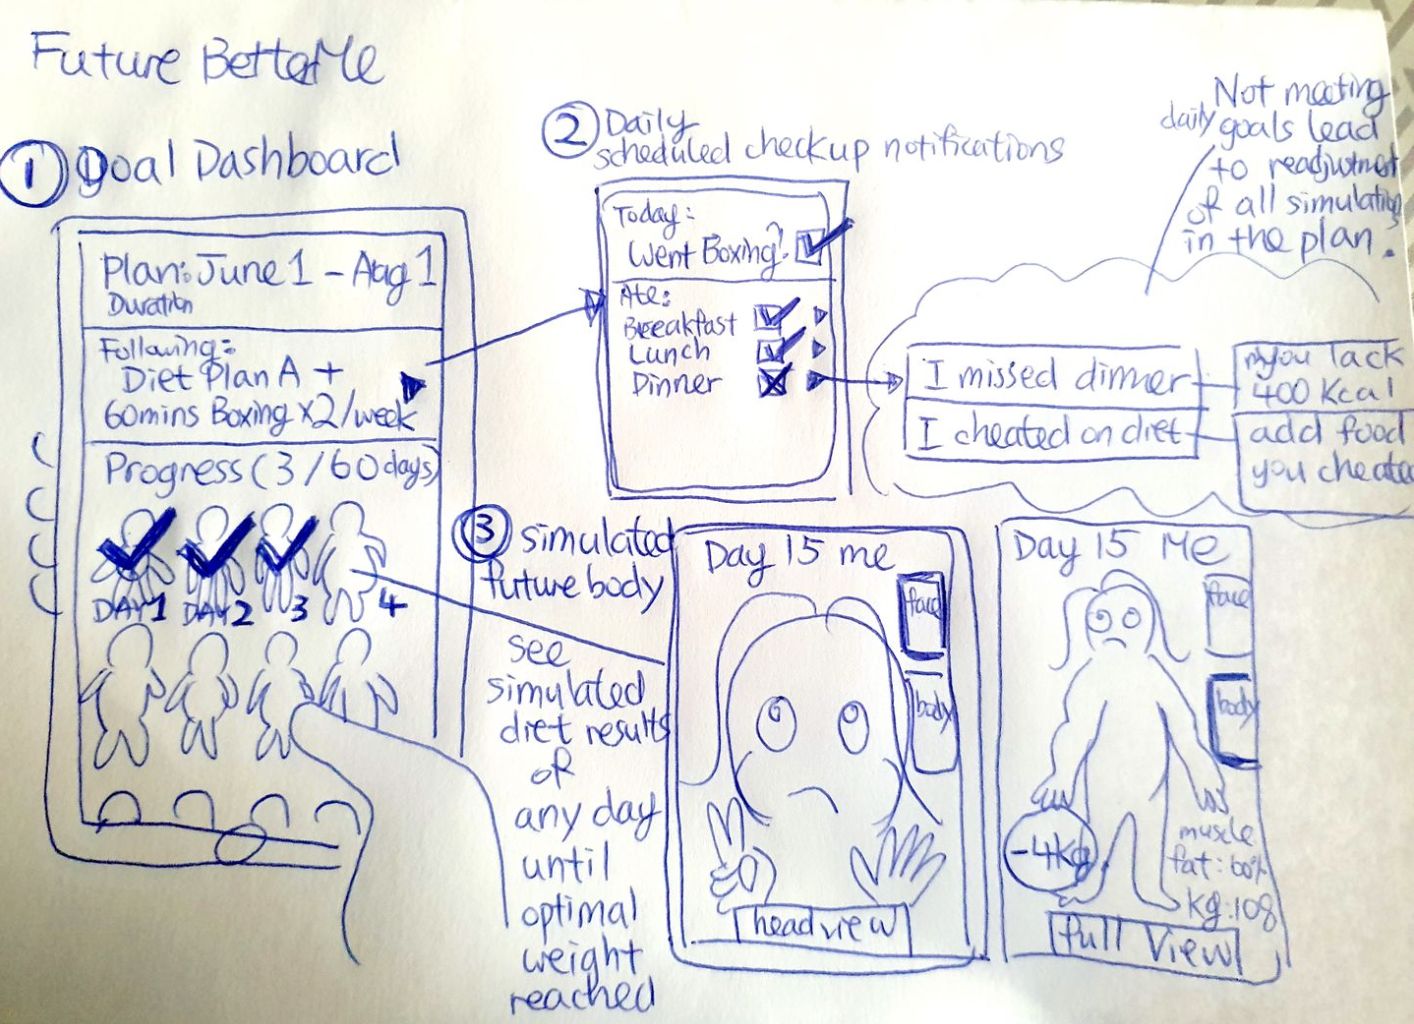 Future BetterMe
1 goal Dashboard
Plan: June 1 - Aug 1
Duration
Following:
Diet Plan A +
60mins Boxing x2/week
Progress (3/60 days)
DAY 1 DAY 2 3 4
2 Daily
scheduled checkup notifications
Today:
Went Boxing?
Ate:
Breakfast
Lunch
Dinner
Not meeting
daily goals lead
to readjustment
of all simulations
in the plan.
I missed dinner
you lack
400 Kcal
I cheated on diet
add food
you cheated
3 simulated
future body
see
simulated
diet results
of
any day
until
optimal
weight
reached
Day 15 me
face
body
head view
Day 15 Me
face
body
-4kg
muscle
fat: 60%
kg: 108
Full View